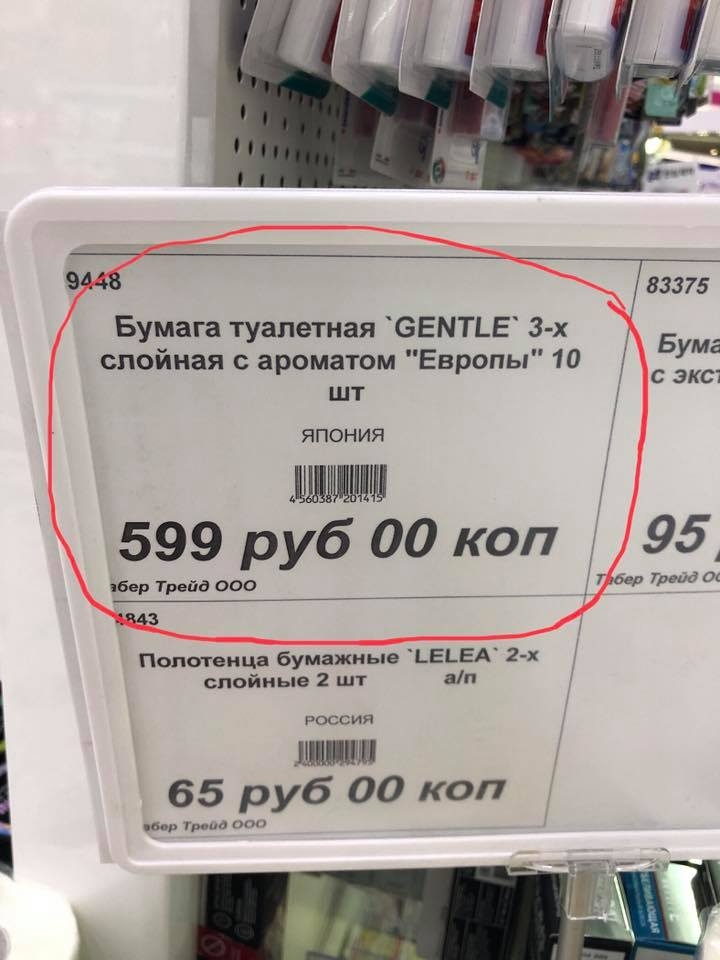 9448
Бумага туалетная `GENTLE` 3-х
слойная с ароматом "Европы" 10
шт
ЯПОНИЯ
4 560387 201415
599 руб 00 коп
абер Трейд ООО
4843
Полотенца бумажные `LELEA` 2-х
слойные 2 шт а/п
РОССИЯ
65 руб 00 коп
абер Трейд ООО
83375
Бума
с экст
95
Табер Трейд ОО